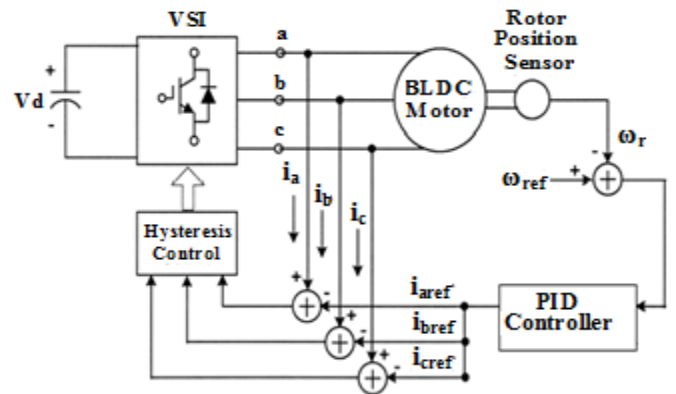 VSI
Rotor
Position
Sensor
a
+
Vd
-
b
BLDC
Motor
c
ωr
-
+
ωref
ia
ib
ic
Hysteresis
Control
+
-
iaref
PID
Controller
+
-
ibref
+
-
icref